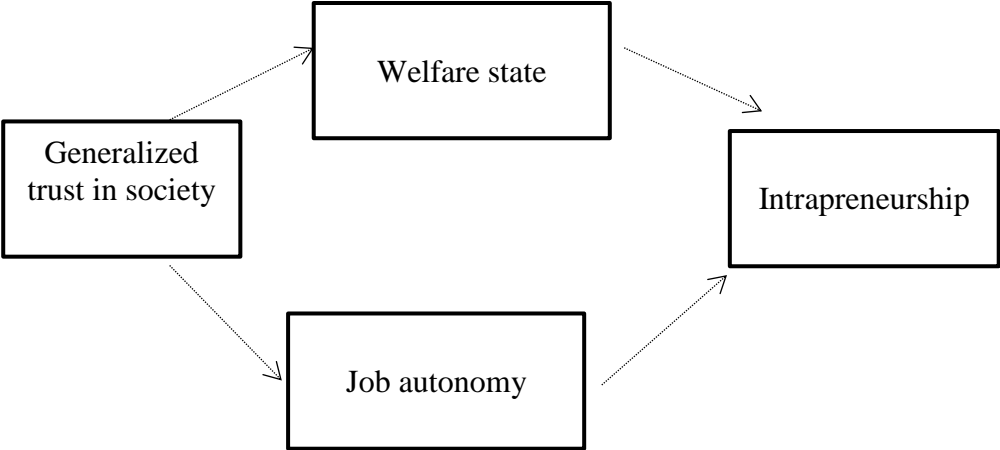 Welfare state
Generalized
trust in society
Intrapreneurship
Job autonomy